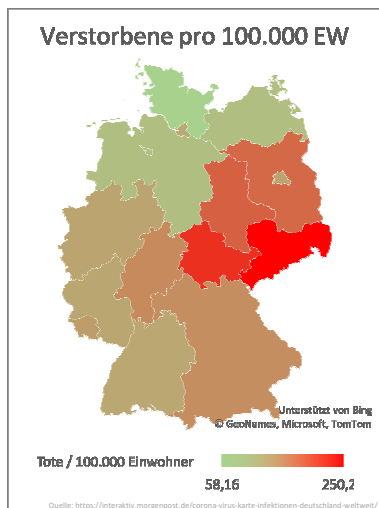 Verstorbene pro 100.000 EW
Unterstützt von Bing
© GeoNames, Microsoft, TomTom
Tote / 100.000 Einwohner
58,16
250,2
Quelle: https://interaktiv.morgenpost.de/corona-virus-karte-infektionen-deutschland-weltweit/